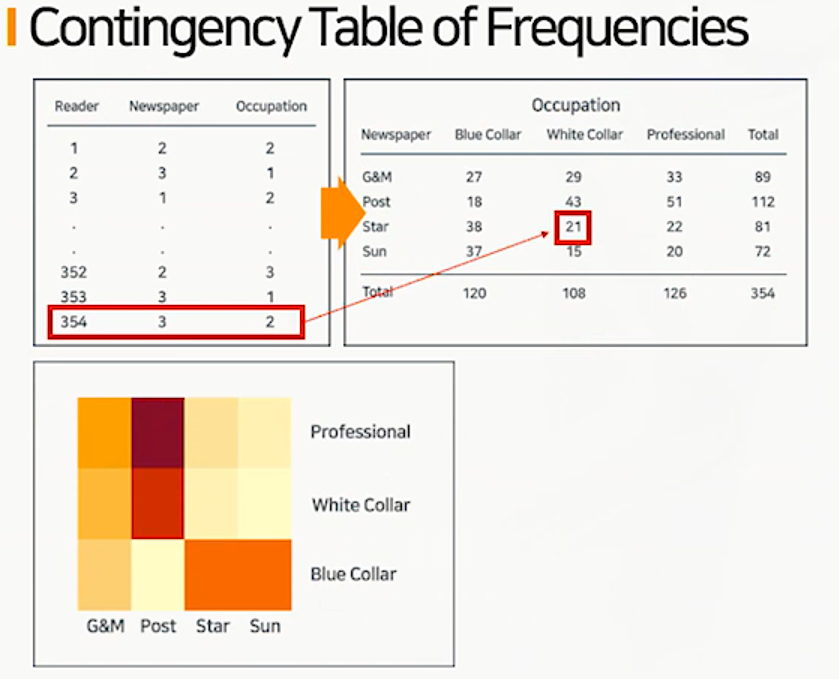 Contingency Table of Frequencies
Reader Newspaper Occupation
1 2 2
2 3 1
3 1 2
. . .
. . .
352 2 3
353 3 1
354 3 2
Occupation
Newspaper Blue Collar White Collar Professional Total
G&M 27 29 33 89
Post 18 43 51 112
Star 38 21 22 81
Sun 37 15 20 72
Total 120 108 126 354
Professional
White Collar
Blue Collar
G&M Post Star Sun